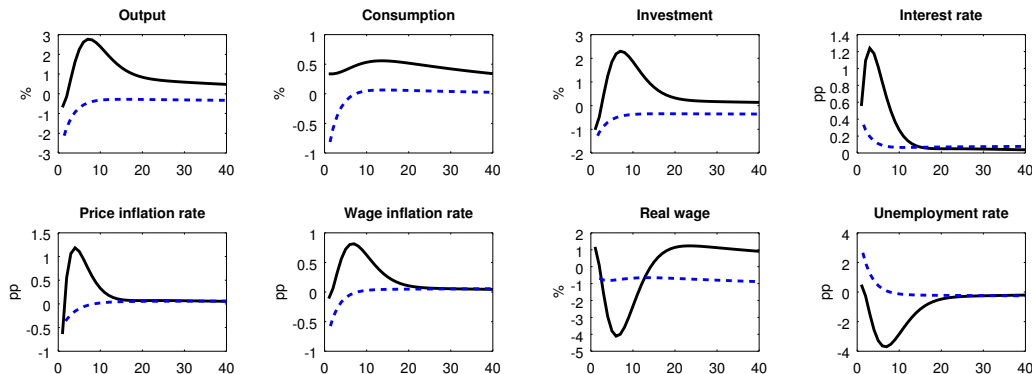 Output
3
2
1
0
-1
-2
-3
%
0 10 20 30 40
Consumption
1
0.5
0
-0.5
-1
%
0 10 20 30 40
Investment
3
2
1
0
-1
-2
%
0 10 20 30 40
Interest rate
1.4
1.2
1
0.8
0.6
0.4
0.2
0
pp
0 10 20 30 40
Price inflation rate
1.5
1
0.5
0
-0.5
-1
pp
0 10 20 30 40
Wage inflation rate
1
0.5
0
-0.5
-1
pp
0 10 20 30 40
Real wage
2
1
0
-1
-2
-3
-4
-5
%
0 10 20 30 40
Unemployment rate
4
2
0
-2
-4
pp
0 10 20 30 40